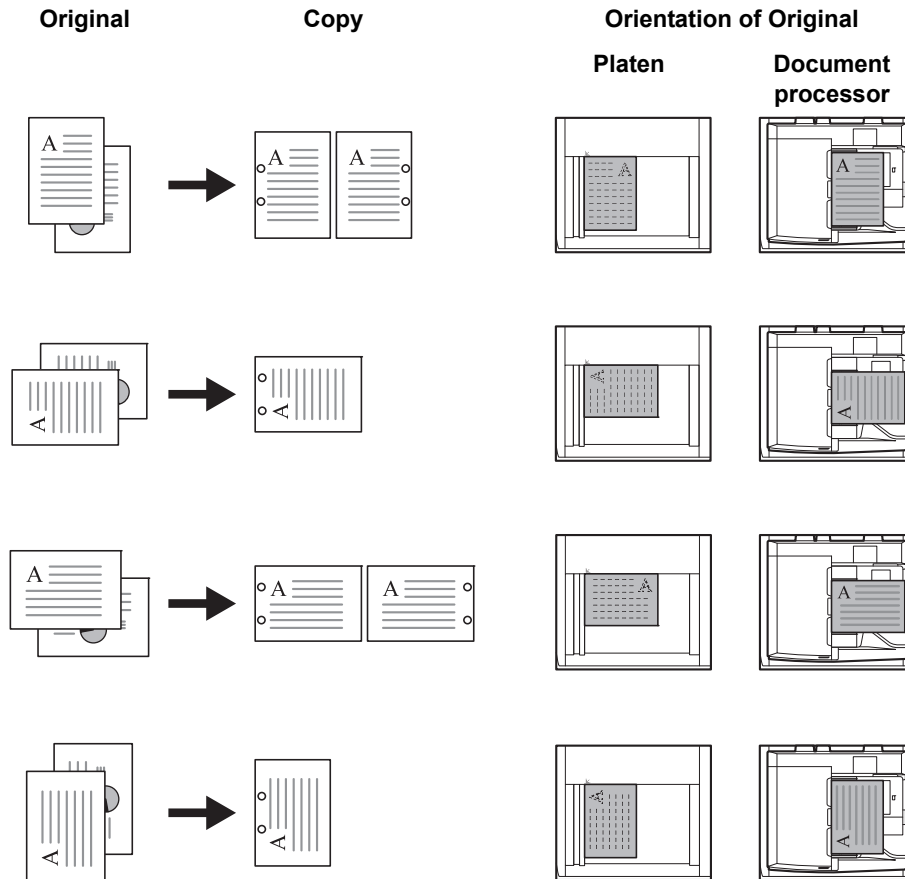 Original Copy Orientation of Original
Platen Document
processor
A A A A A
A A A A
A A A A A
A A A A